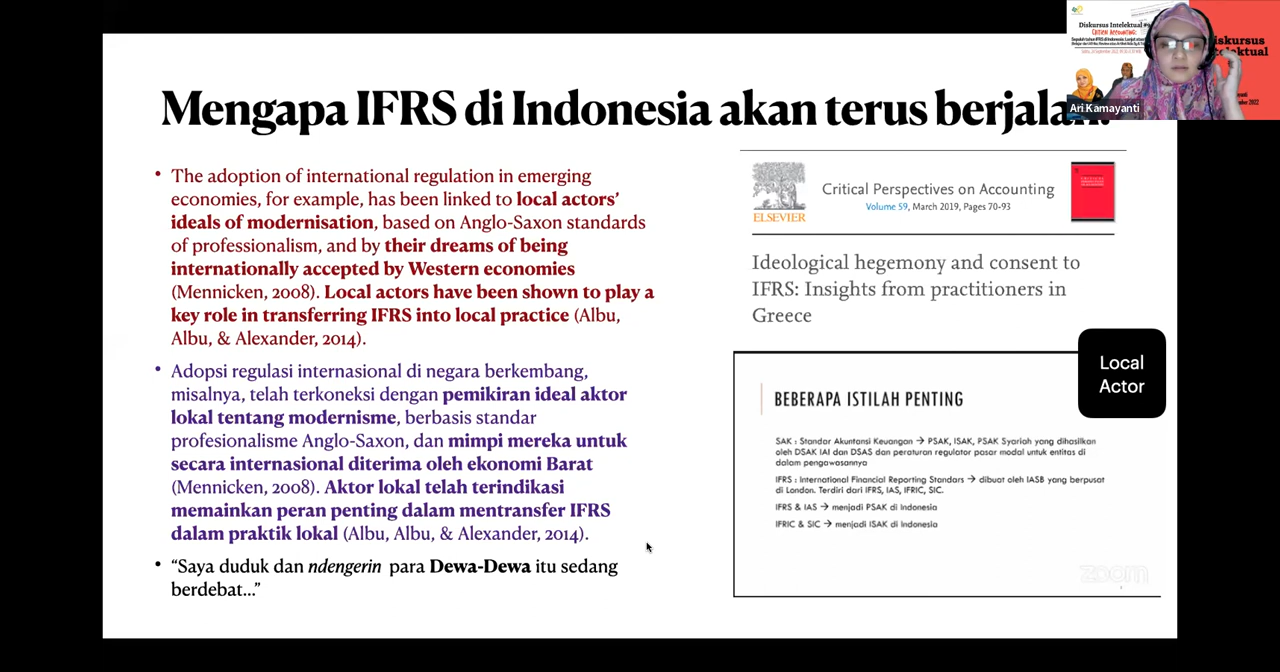 Mengapa IFRS di Indonesia akan terus berjalan.
• The adoption of international regulation in emerging
economies, for example, has been linked to local actors’
ideals of modernisation, based on Anglo-Saxon standards
of professionalism, and by their dreams of being
internationally accepted by Western economies
(Mennicken, 2008). Local actors have been shown to play a
key role in transferring IFRS into local practice (Albu,
Albu, & Alexander, 2014).
• Adopsi regulasi internasional di negara berkembang,
misalnya, telah terkoneksi dengan pemikiran ideal aktor
lokal tentang modernisme, berbasis standar
profesionalisme Anglo-Saxon, dan mimpi mereka untuk
secara internasional diterima oleh ekonomi Barat
(Mennicken, 2008). Aktor lokal telah terindikasi
memainkan peran penting dalam mentransfer IFRS
dalam praktik lokal (Albu, Albu, & Alexander, 2014).
• “Saya duduk dan ndengerin para Dewa-Dewa itu sedang
berdebat...”
ELSEVIER
Critical Perspectives on Accounting
Volume 59, March 2019, Pages 70-93
Ideological hegemony and consent to
IFRS: Insights from practitioners in
Greece
Local
Actor
BEBERAPA ISTILAH PENTING
SAK : Standar Akuntansi Keuangan → PSAK, ISAK, PSAK Syariah yang dihasilkan
oleh DSAK IAI dan DSAS dan peraturan regulator pasar modal untuk entitas di
dalam pengawasannya
IFRS : International Financial Reporting Standars → dibuat oleh IASB yang berpusat
di London. Terdiri dari IFRS, IAS, IFRIC, SIC.
IFRS & IAS → menjadi PSAK di Indonesia
IFRIC & SIC → menjadi ISAK di Indonesia
zoom
Diskursus Intelektual
Ari Kamayanti